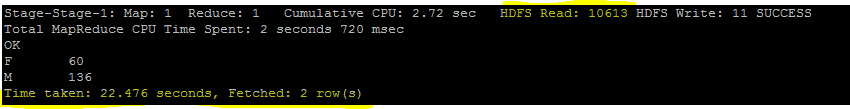 Stage-Stage-1: Map: 1  Reduce: 1   Cumulative CPU: 2.72 sec   HDFS Read: 10613 HDFS Write: 11 SUCCESS
Total MapReduce CPU Time Spent: 2 seconds 720 msec
OK
F       60
M       136
Time taken: 22.476 seconds, Fetched: 2 row(s)